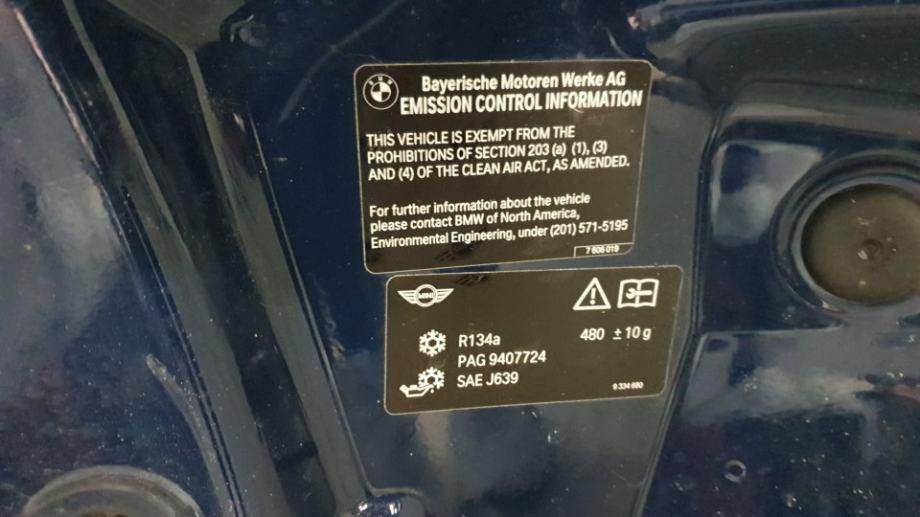 BMW
Bayerische Motoren Werke AG
EMISSION CONTROL INFORMATION
THIS VEHICLE IS EXEMPT FROM THE
PROHIBITIONS OF SECTION 203 (a) (1), (3)
AND (4) OF THE CLEAN AIR ACT, AS AMENDED.
For further information about the vehicle
please contact BMW of North America,
Environmental Engineering, under (201) 571-5195
7 606 019
MINI
R134a 480 ± 10 g
PAG 9407724
SAE J639
9 334 660